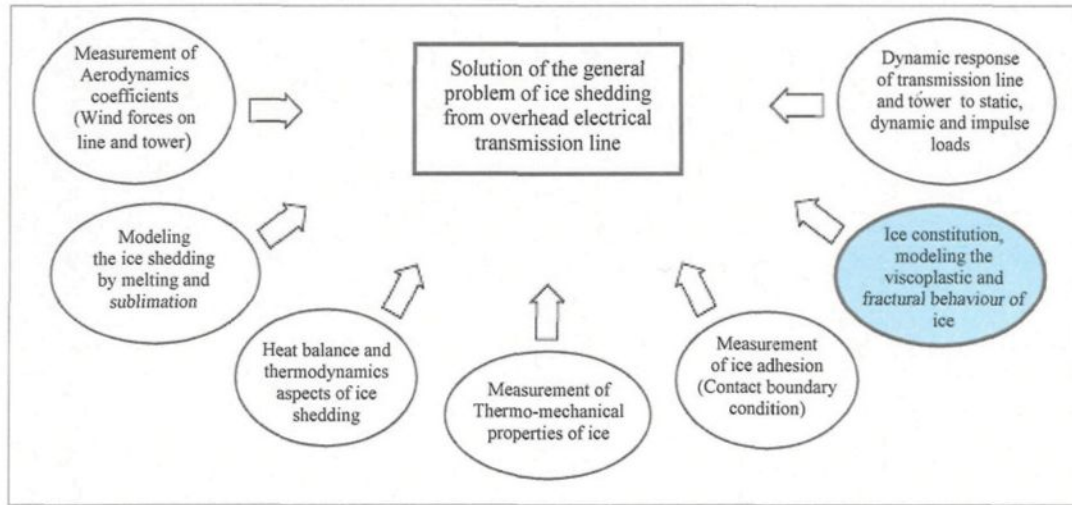 Measurement of
Aerodynamics
coefficients
(Wind forces on
line and tower)
Solution of the general
problem of ice shedding
from overhead electrical
transmission line
Dynamic response
of transmission line
and tower to static,
dynamic and impulse
loads
Modeling
the ice shedding
by melting and
sublimation
Ice constitution,
modeling the
viscoplastic and
fractural behaviour of
ice
Heat balance and
thermodynamics
aspects of ice
shedding
Measurement of
Thermo-mechanical
properties of ice
Measurement
of ice adhesion
(Contact boundary
condition)